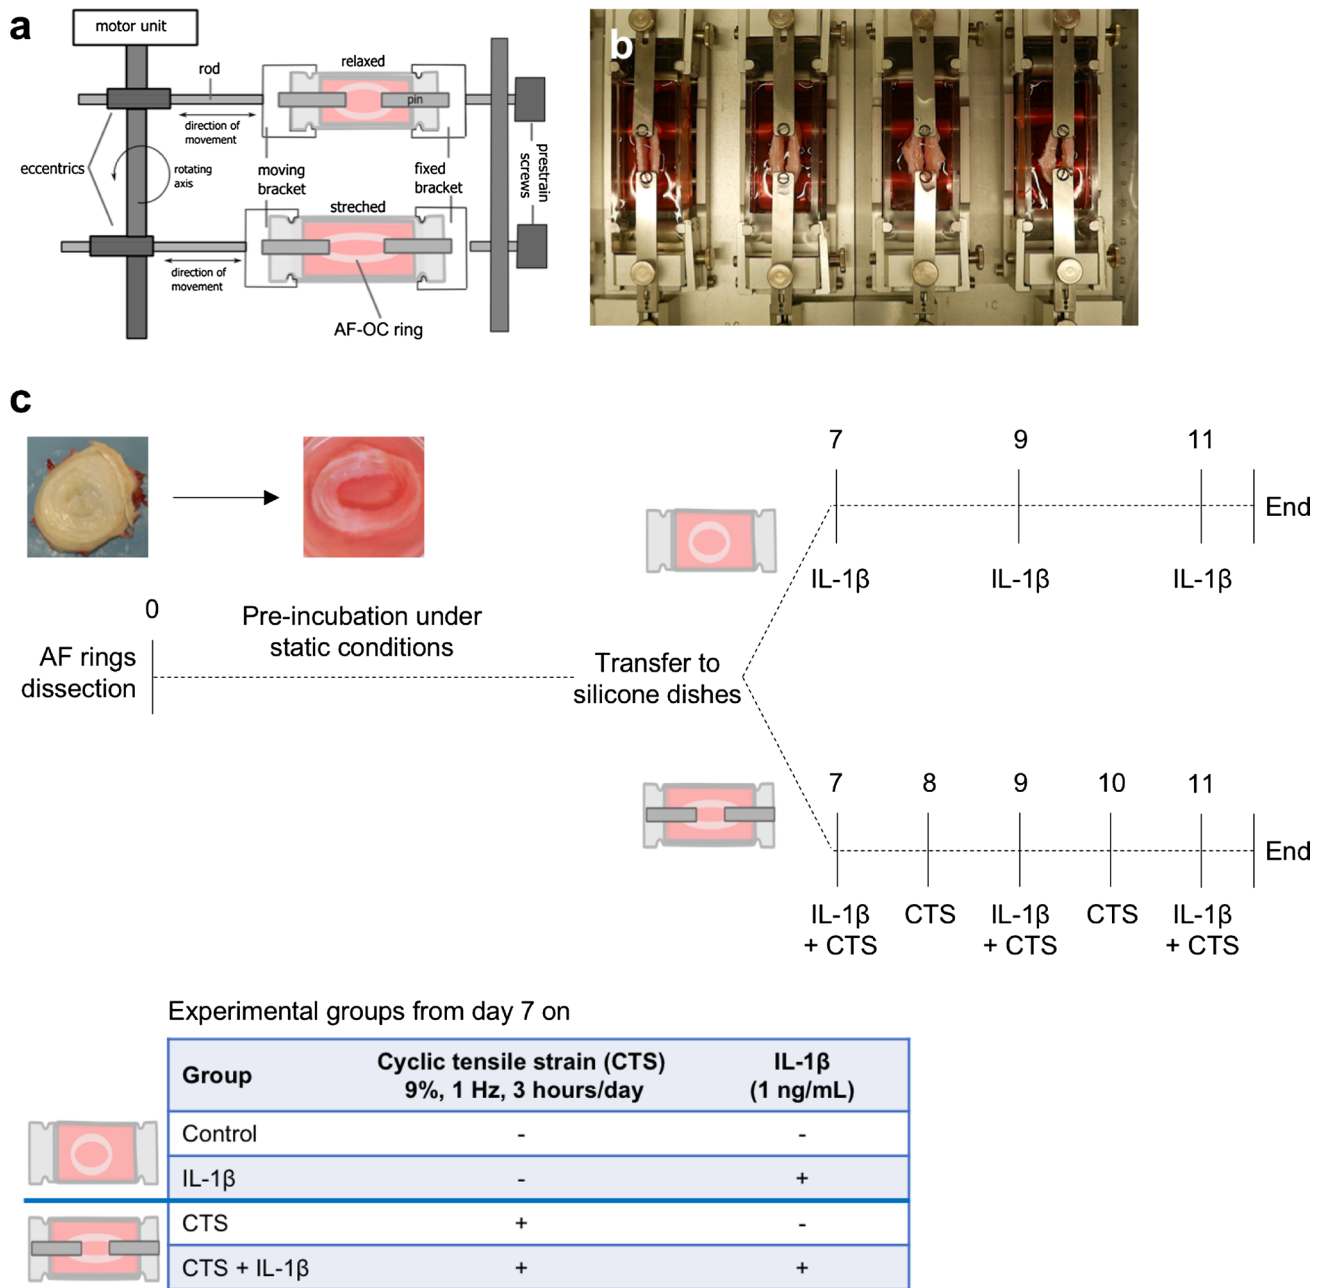 a
motor unit
rod
relaxed
pin
direction of
movement
eccentrics
rotating
axis
moving
bracket
fixed
bracket
prestrain
screws
streched
direction of
movement
AF-OC ring
b
c
7
9
11
End
IL-1β
IL-1β
IL-1β
0
Pre-incubation under
static conditions
AF rings
dissection
Transfer to
silicone dishes
7
8
9
10
11
End
IL-1β
+ CTS
CTS
IL-1β
+ CTS
CTS
IL-1β
+ CTS
Experimental groups from day 7 on
Group
Cyclic tensile strain (CTS)
9%, 1 Hz, 3 hours/day
IL-1β
(1 ng/mL)
Control - -
IL-1β - +
CTS + -
CTS + IL-1β + +